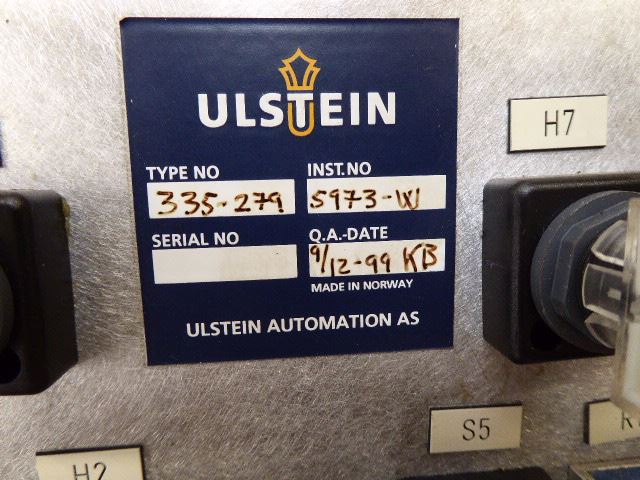 ULSTEIN
H7
TYPE NO
INST.NO
335-279
5973-W
SERIAL NO
Q.A.-DATE
9/12-99 KB
MADE IN NORWAY
ULSTEIN AUTOMATION AS
S5
H2